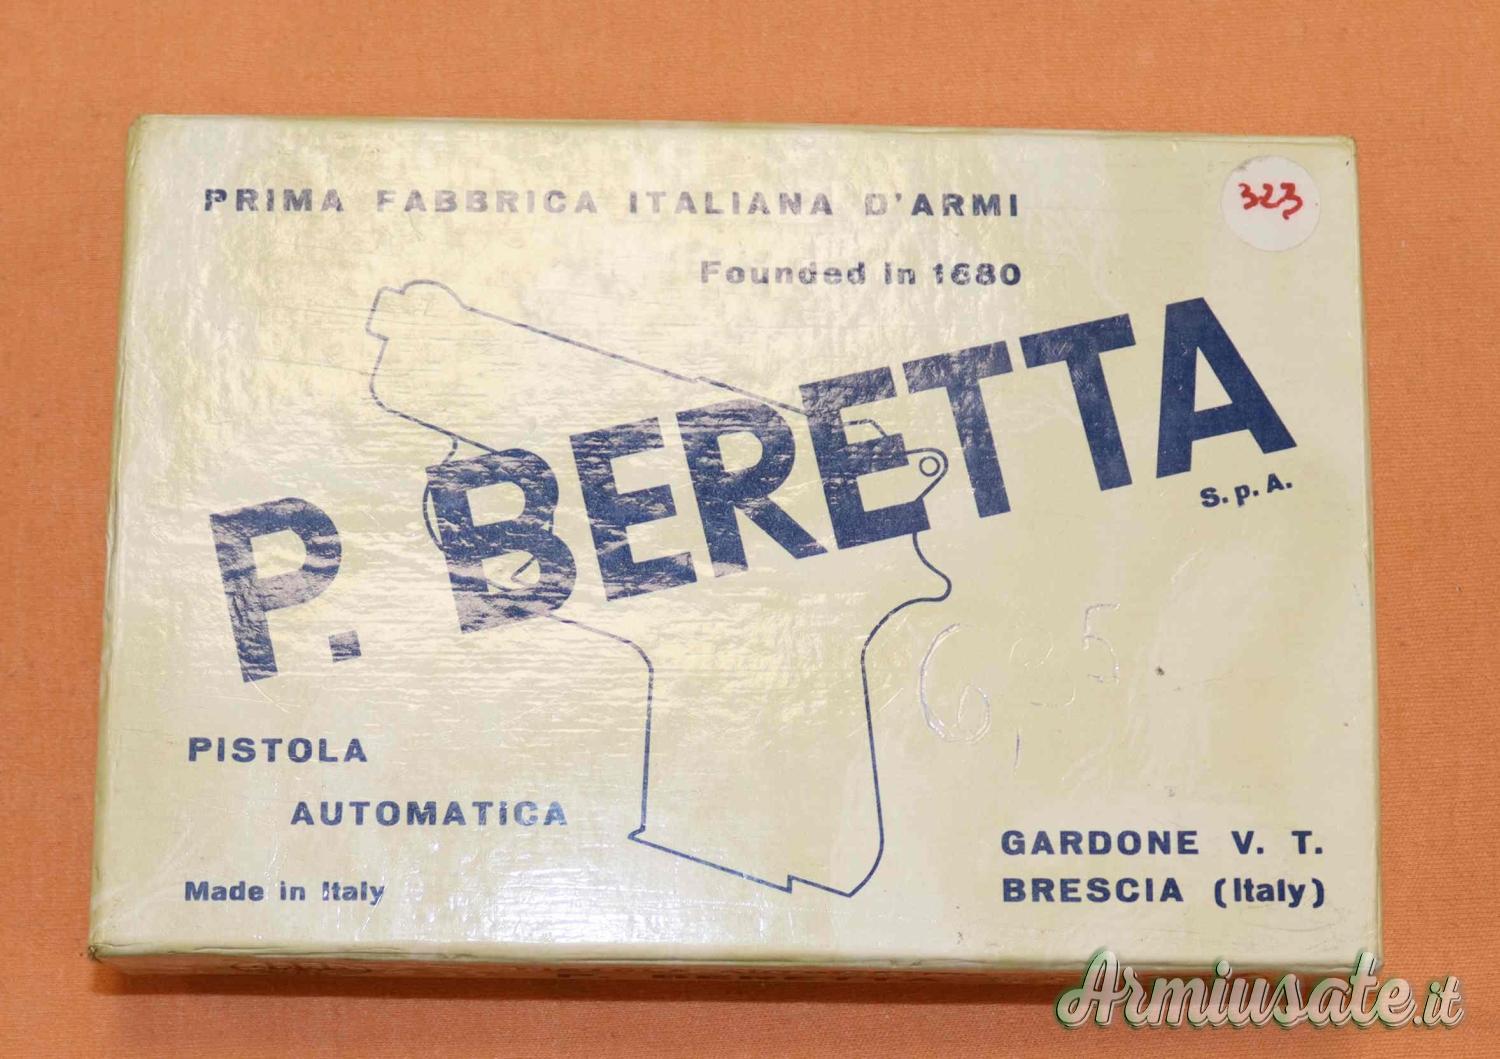 PRIMA FABBRICA ITALIANA D'ARMI
323
Founded in 1680
P. BERETTA
S.p.A.
6,35
PISTOLA
AUTOMATICA
Made in Italy
GARDONE V. T.
BRESCIA (Italy)
Armiusate.it